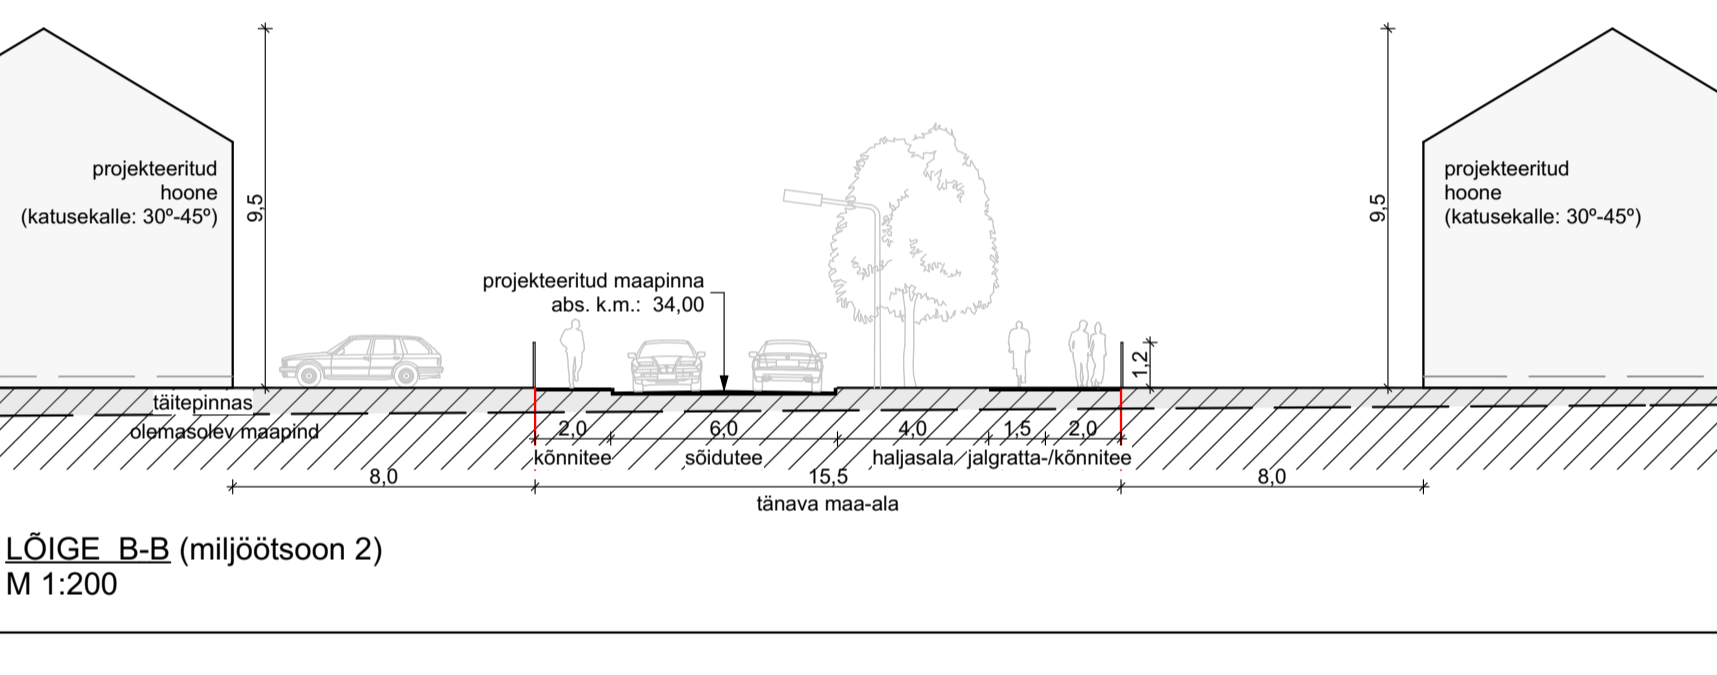 projekteeritud
hoone
(katusekalle: 30º-45º)
9,5
projekteeritud maapinna
abs. k.m.: 34,00
9,5
projekteeritud
hoone
(katusekalle: 30º-45º)
1,2
täitepinnas
olemasolev maapind
2,0 6,0 4,0 1,5 2,0
kõnnitee sõidutee haljasala jalgratta-/kõnnitee
8,0 15,5 8,0
tänava maa-ala
LÕIGE B-B (miljöötsoon 2)
M 1:200